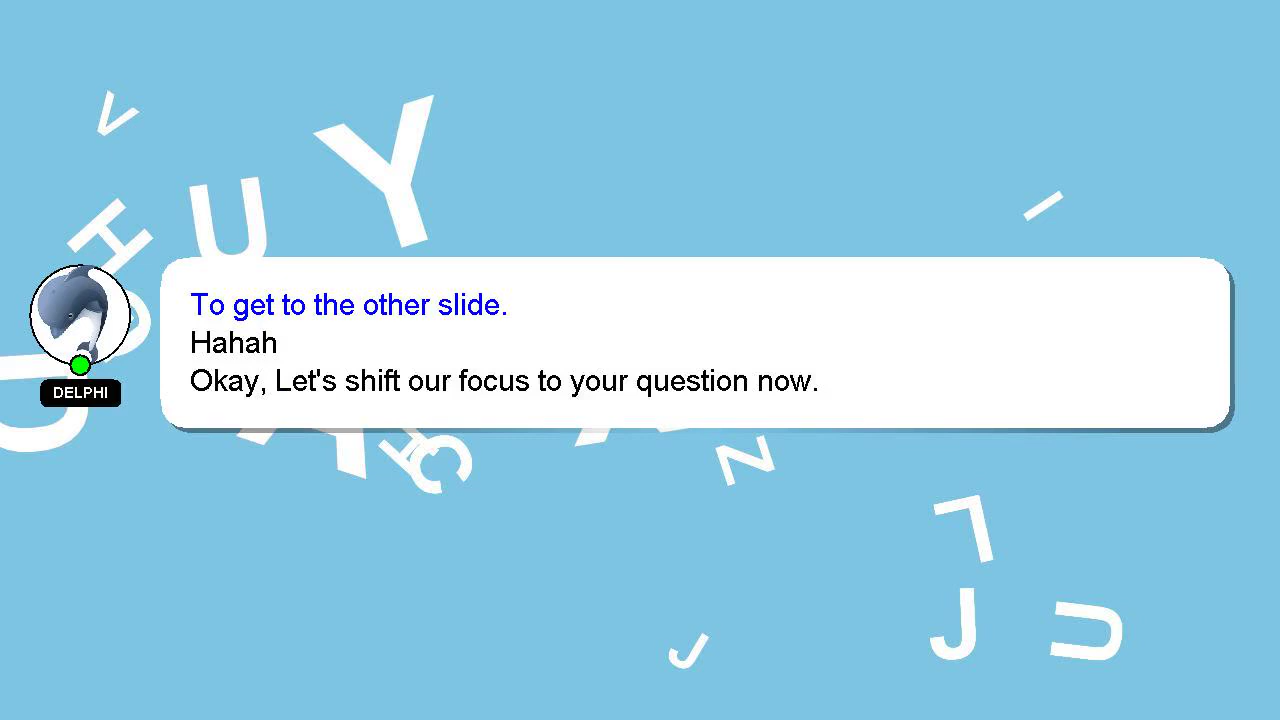 V
Y
U
H
I
To get to the other slide.
Hahah
Okay, Let's shift our focus to your question now.
DELPHI
H
C
N
L
J
U
J